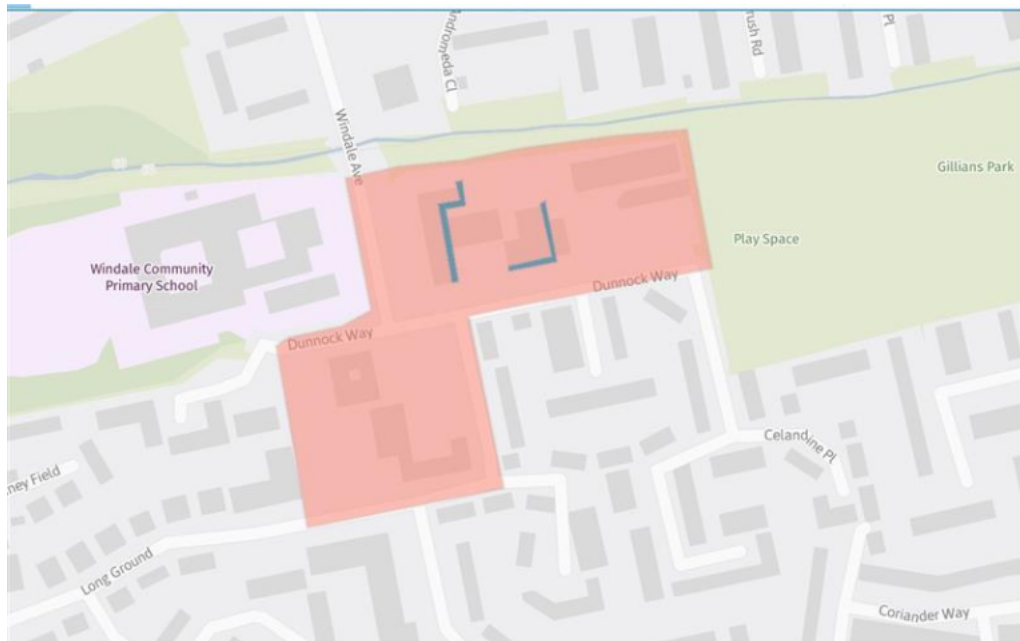 Andromeda Cl
rush Rd
Pl
Windale Ave
Gillians Park
Play Space
Windale Community
Primary School
Dunnock Way
Dunnock Way
Celandine Pl
ney Field
Long Ground
Coriander Way